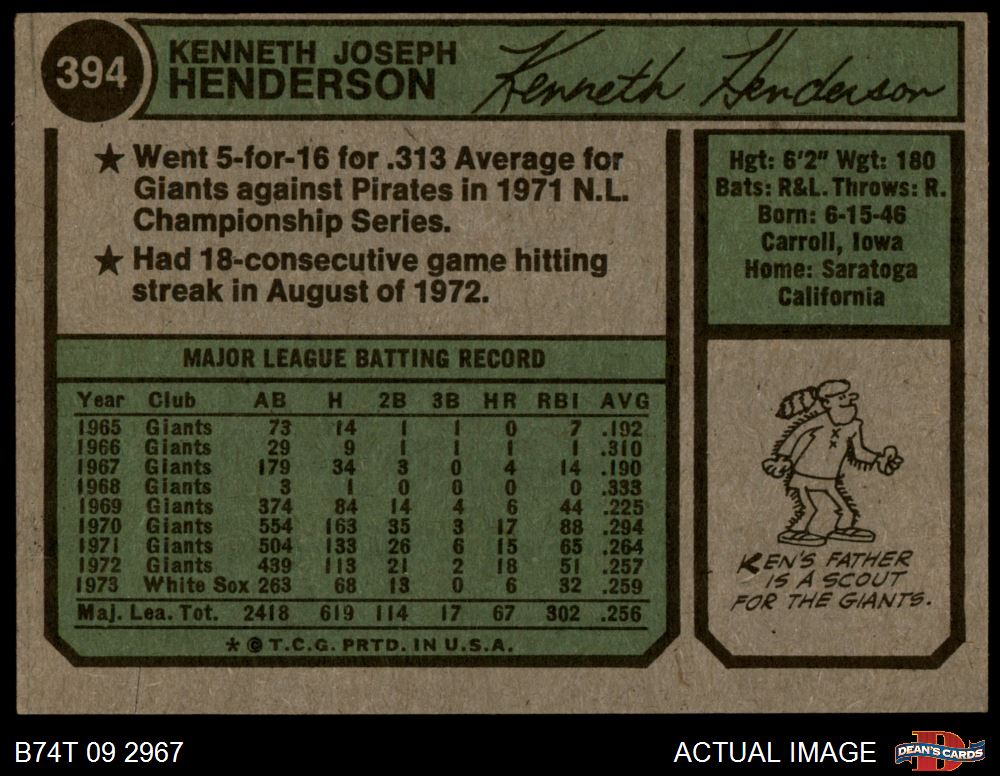 394
KENNETH JOSEPH
HENDERSON
Kenneth Henderson
★ Went 5-for-16 for .313 Average for
Giants against Pirates in 1971 N.L.
Championship Series.
★ Had 18-consecutive game hitting
streak in August of 1972.
Hgt: 6'2" Wgt: 180
Bats: R&L. Throws: R.
Born: 6-15-46
Carroll, Iowa
Home: Saratoga
California
MAJOR LEAGUE BATTING RECORD
Year Club AB H 2B 3B HR RBI AVG
1965 Giants 73 14 1 1 0 7 .192
1966 Giants 29 9 1 1 1 1 .310
1967 Giants 179 34 3 0 4 14 .190
1968 Giants 3 1 0 0 0 0 .333
1969 Giants 374 84 14 4 6 44 .225
1970 Giants 554 163 35 3 17 88 .294
1971 Giants 504 133 26 6 15 65 .264
1972 Giants 439 113 21 2 18 51 .257
1973 White Sox 263 68 13 0 6 32 .259
Maj. Lea. Tot. 2418 619 114 17 67 302 .256
* © T.C.G. PRTD. IN U.S.A.
KEN'S FATHER
IS A SCOUT
FOR THE GIANTS.
B74T 09 2967
ACTUAL IMAGE
DEAN'S CARDS